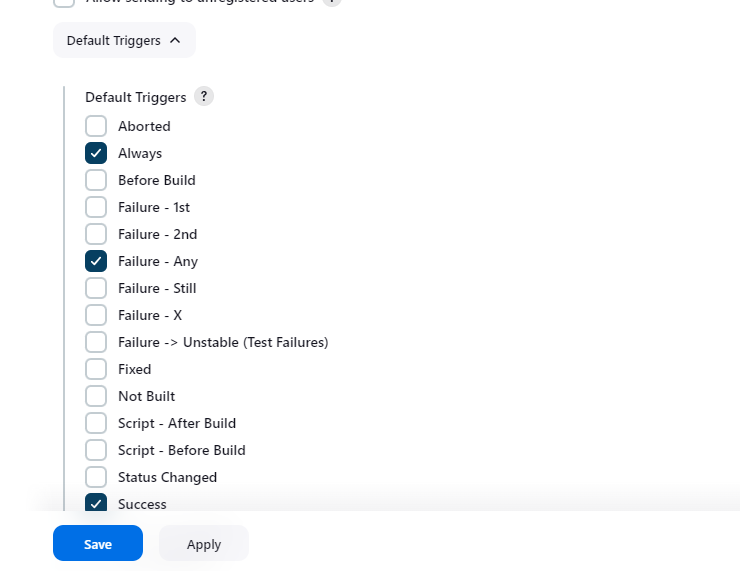 Allow sending to unregistered users ?
Default Triggers
Default Triggers ?
Aborted
Always
Before Build
Failure - 1st
Failure - 2nd
Failure - Any
Failure - Still
Failure - X
Failure -> Unstable (Test Failures)
Fixed
Not Built
Script - After Build
Script - Before Build
Status Changed
Success
Save
Apply